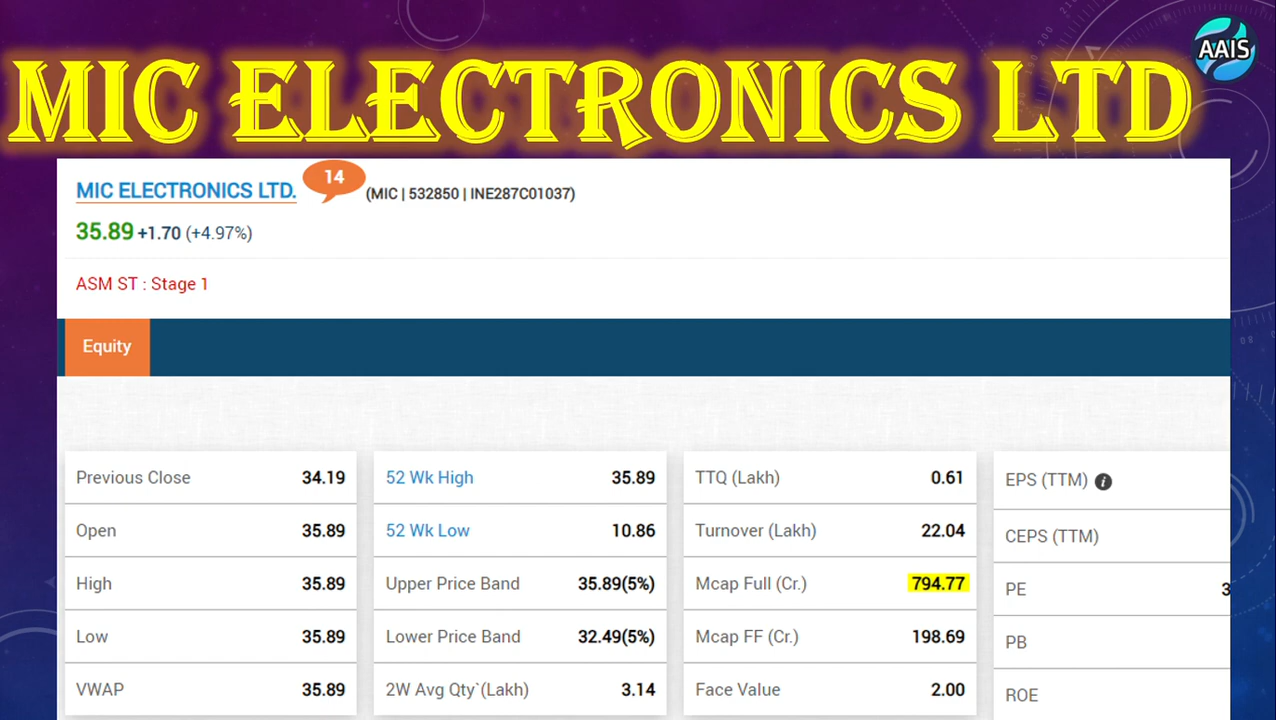 AAIS
MIC ELECTRONICS LTD
MIC ELECTRONICS LTD.
14
(MIC | 532850 | INE287C01037)
35.89 +1.70 (+4.97%)
ASM ST : Stage 1
Equity
Previous Close 34.19
Open 35.89
High 35.89
Low 35.89
VWAP 35.89
52 Wk High 35.89
52 Wk Low 10.86
Upper Price Band 35.89(5%)
Lower Price Band 32.49(5%)
2W Avg Qty`(Lakh) 3.14
TTQ (Lakh) 0.61
Turnover (Lakh) 22.04
Mcap Full (Cr.) 794.77
Mcap FF (Cr.) 198.69
Face Value 2.00
EPS (TTM)
CEPS (TTM)
PE 3
PB
ROE